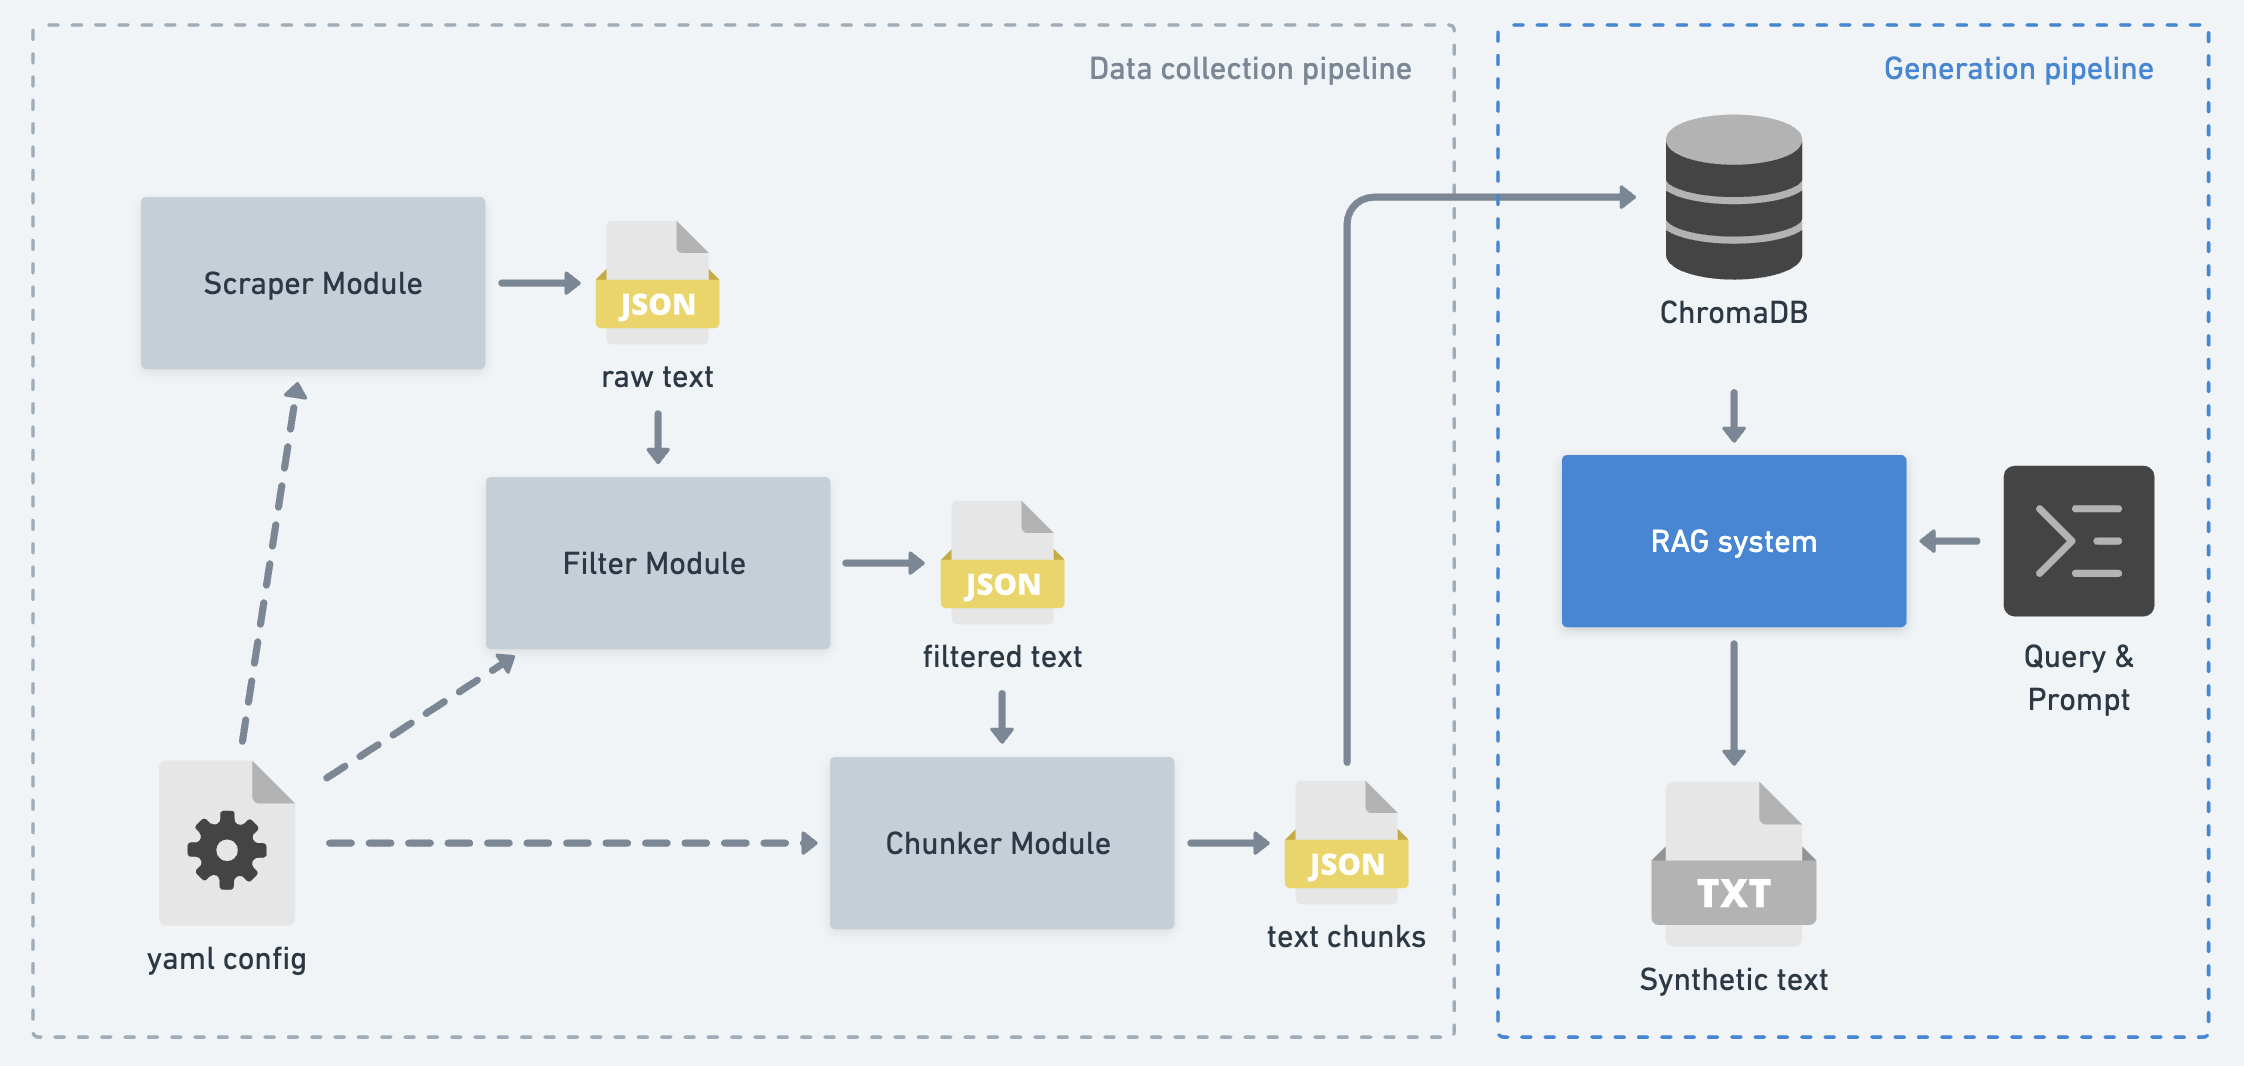 Data collection pipeline
Generation pipeline
Scraper Module
JSON
raw text
Filter Module
JSON
filtered text
yaml config
Chunker Module
JSON
text chunks
ChromaDB
RAG system
Query &
Prompt
TXT
Synthetic text